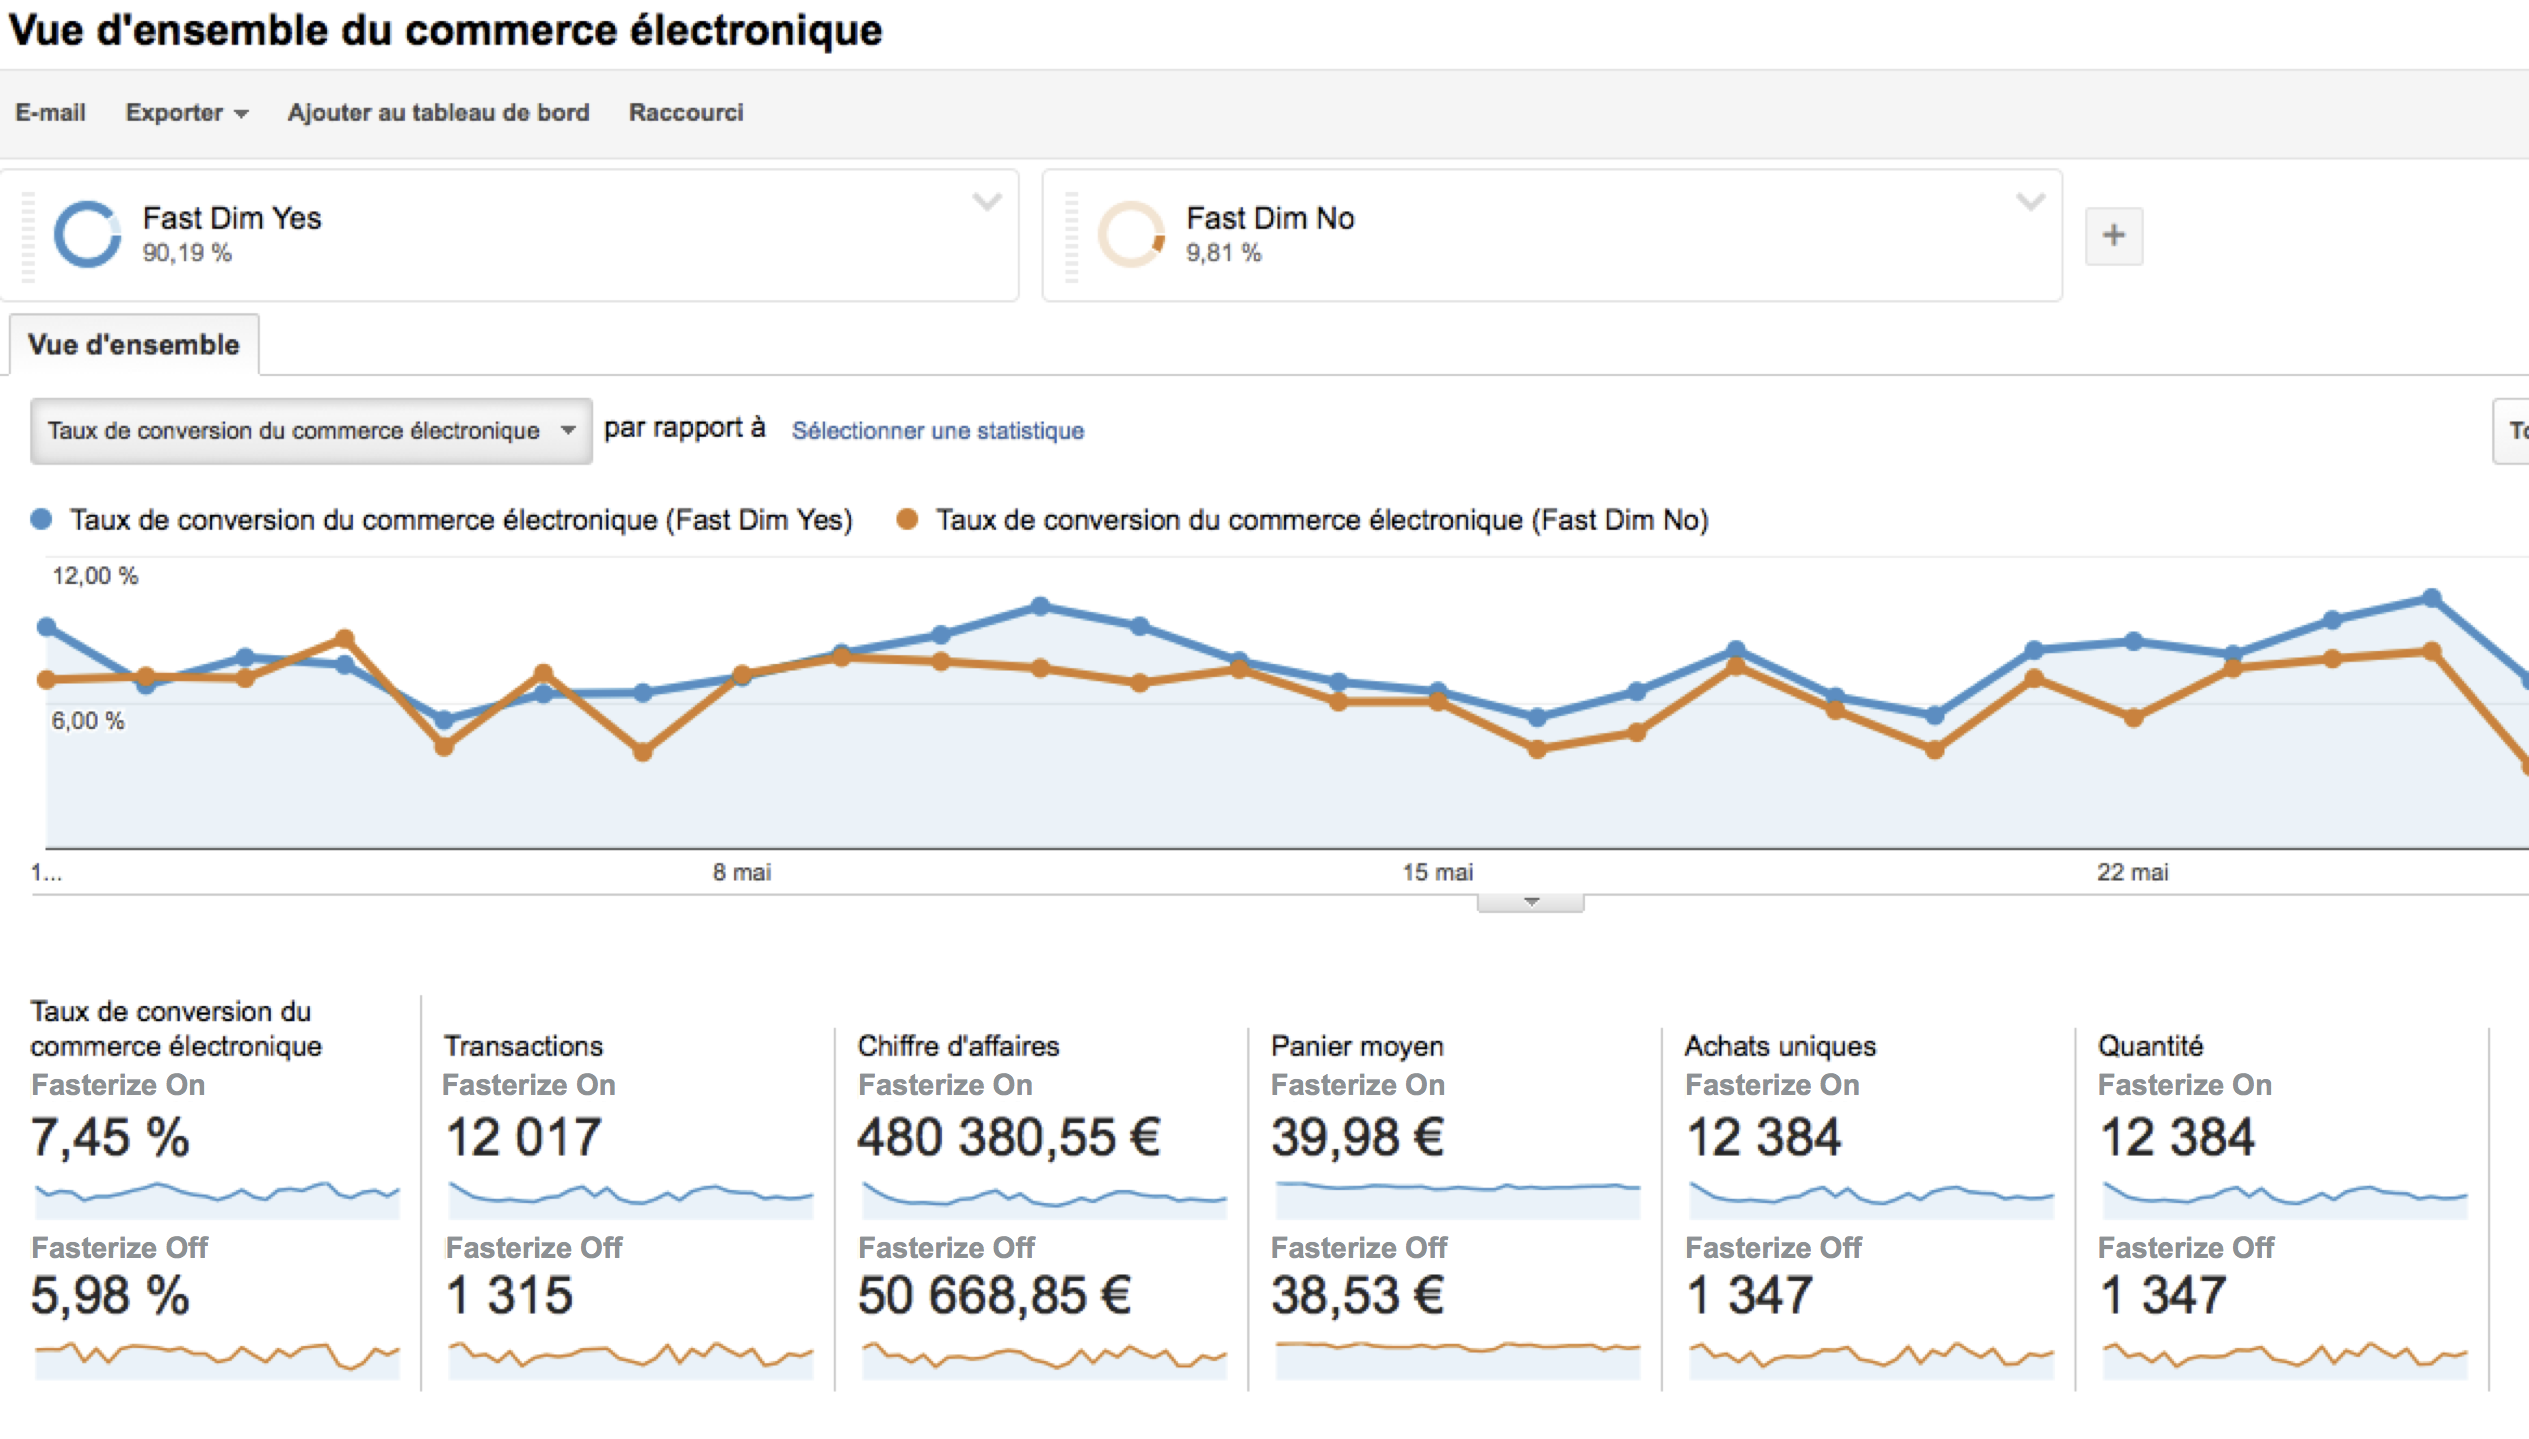 Vue d'ensemble du commerce électronique
E-mail Exporter Ajouter au tableau de bord Raccourci
Fast Dim Yes
90,19 %
Fast Dim No
9,81 %
+
Vue d'ensemble
Taux de conversion du commerce électronique par rapport à Sélectionner une statistique
Taux de conversion du commerce électronique (Fast Dim Yes) Taux de conversion du commerce électronique (Fast Dim No)
12,00 %
6,00 %
1... 8 mai 15 mai 22 mai
Taux de conversion du
commerce électronique
Fasterize On
7,45 %
Fasterize Off
5,98 %
Transactions
Fasterize On
12 017
Fasterize Off
1 315
Chiffre d'affaires
Fasterize On
480 380,55 €
Fasterize Off
50 668,85 €
Panier moyen
Fasterize On
39,98 €
Fasterize Off
38,53 €
Achats uniques
Fasterize On
12 384
Fasterize Off
1 347
Quantité
Fasterize On
12 384
Fasterize Off
1 347